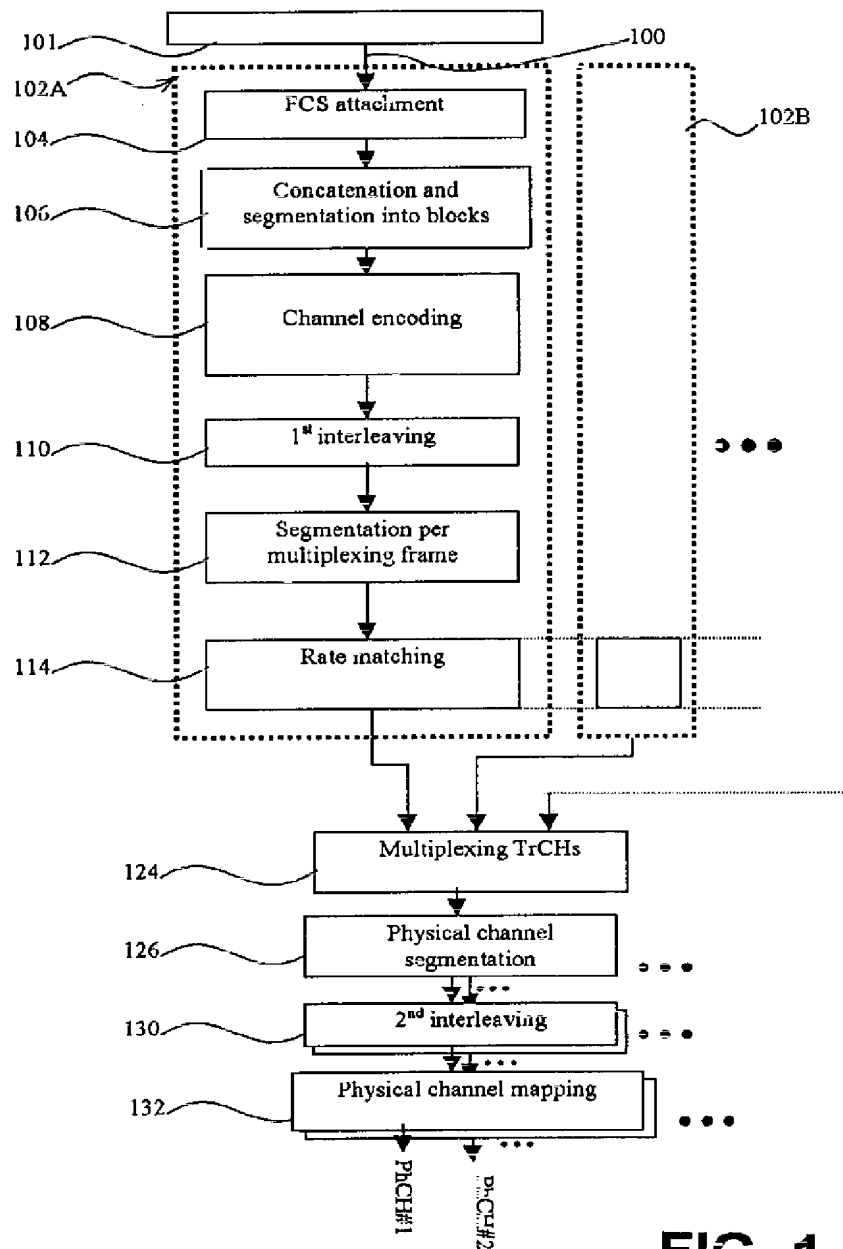 101
100
102A
FCS attachment
104
102B
Concatenation and
segmentation into blocks
106
Channel encoding
108
1st interleaving
110
Segmentation per
multiplexing frame
112
Rate matching
114
Multiplexing TrCHs
124
Physical channel
segmentation
126
2nd interleaving
130
Physical channel mapping
132
PhCH#1
PhCH#2
FIG. 1